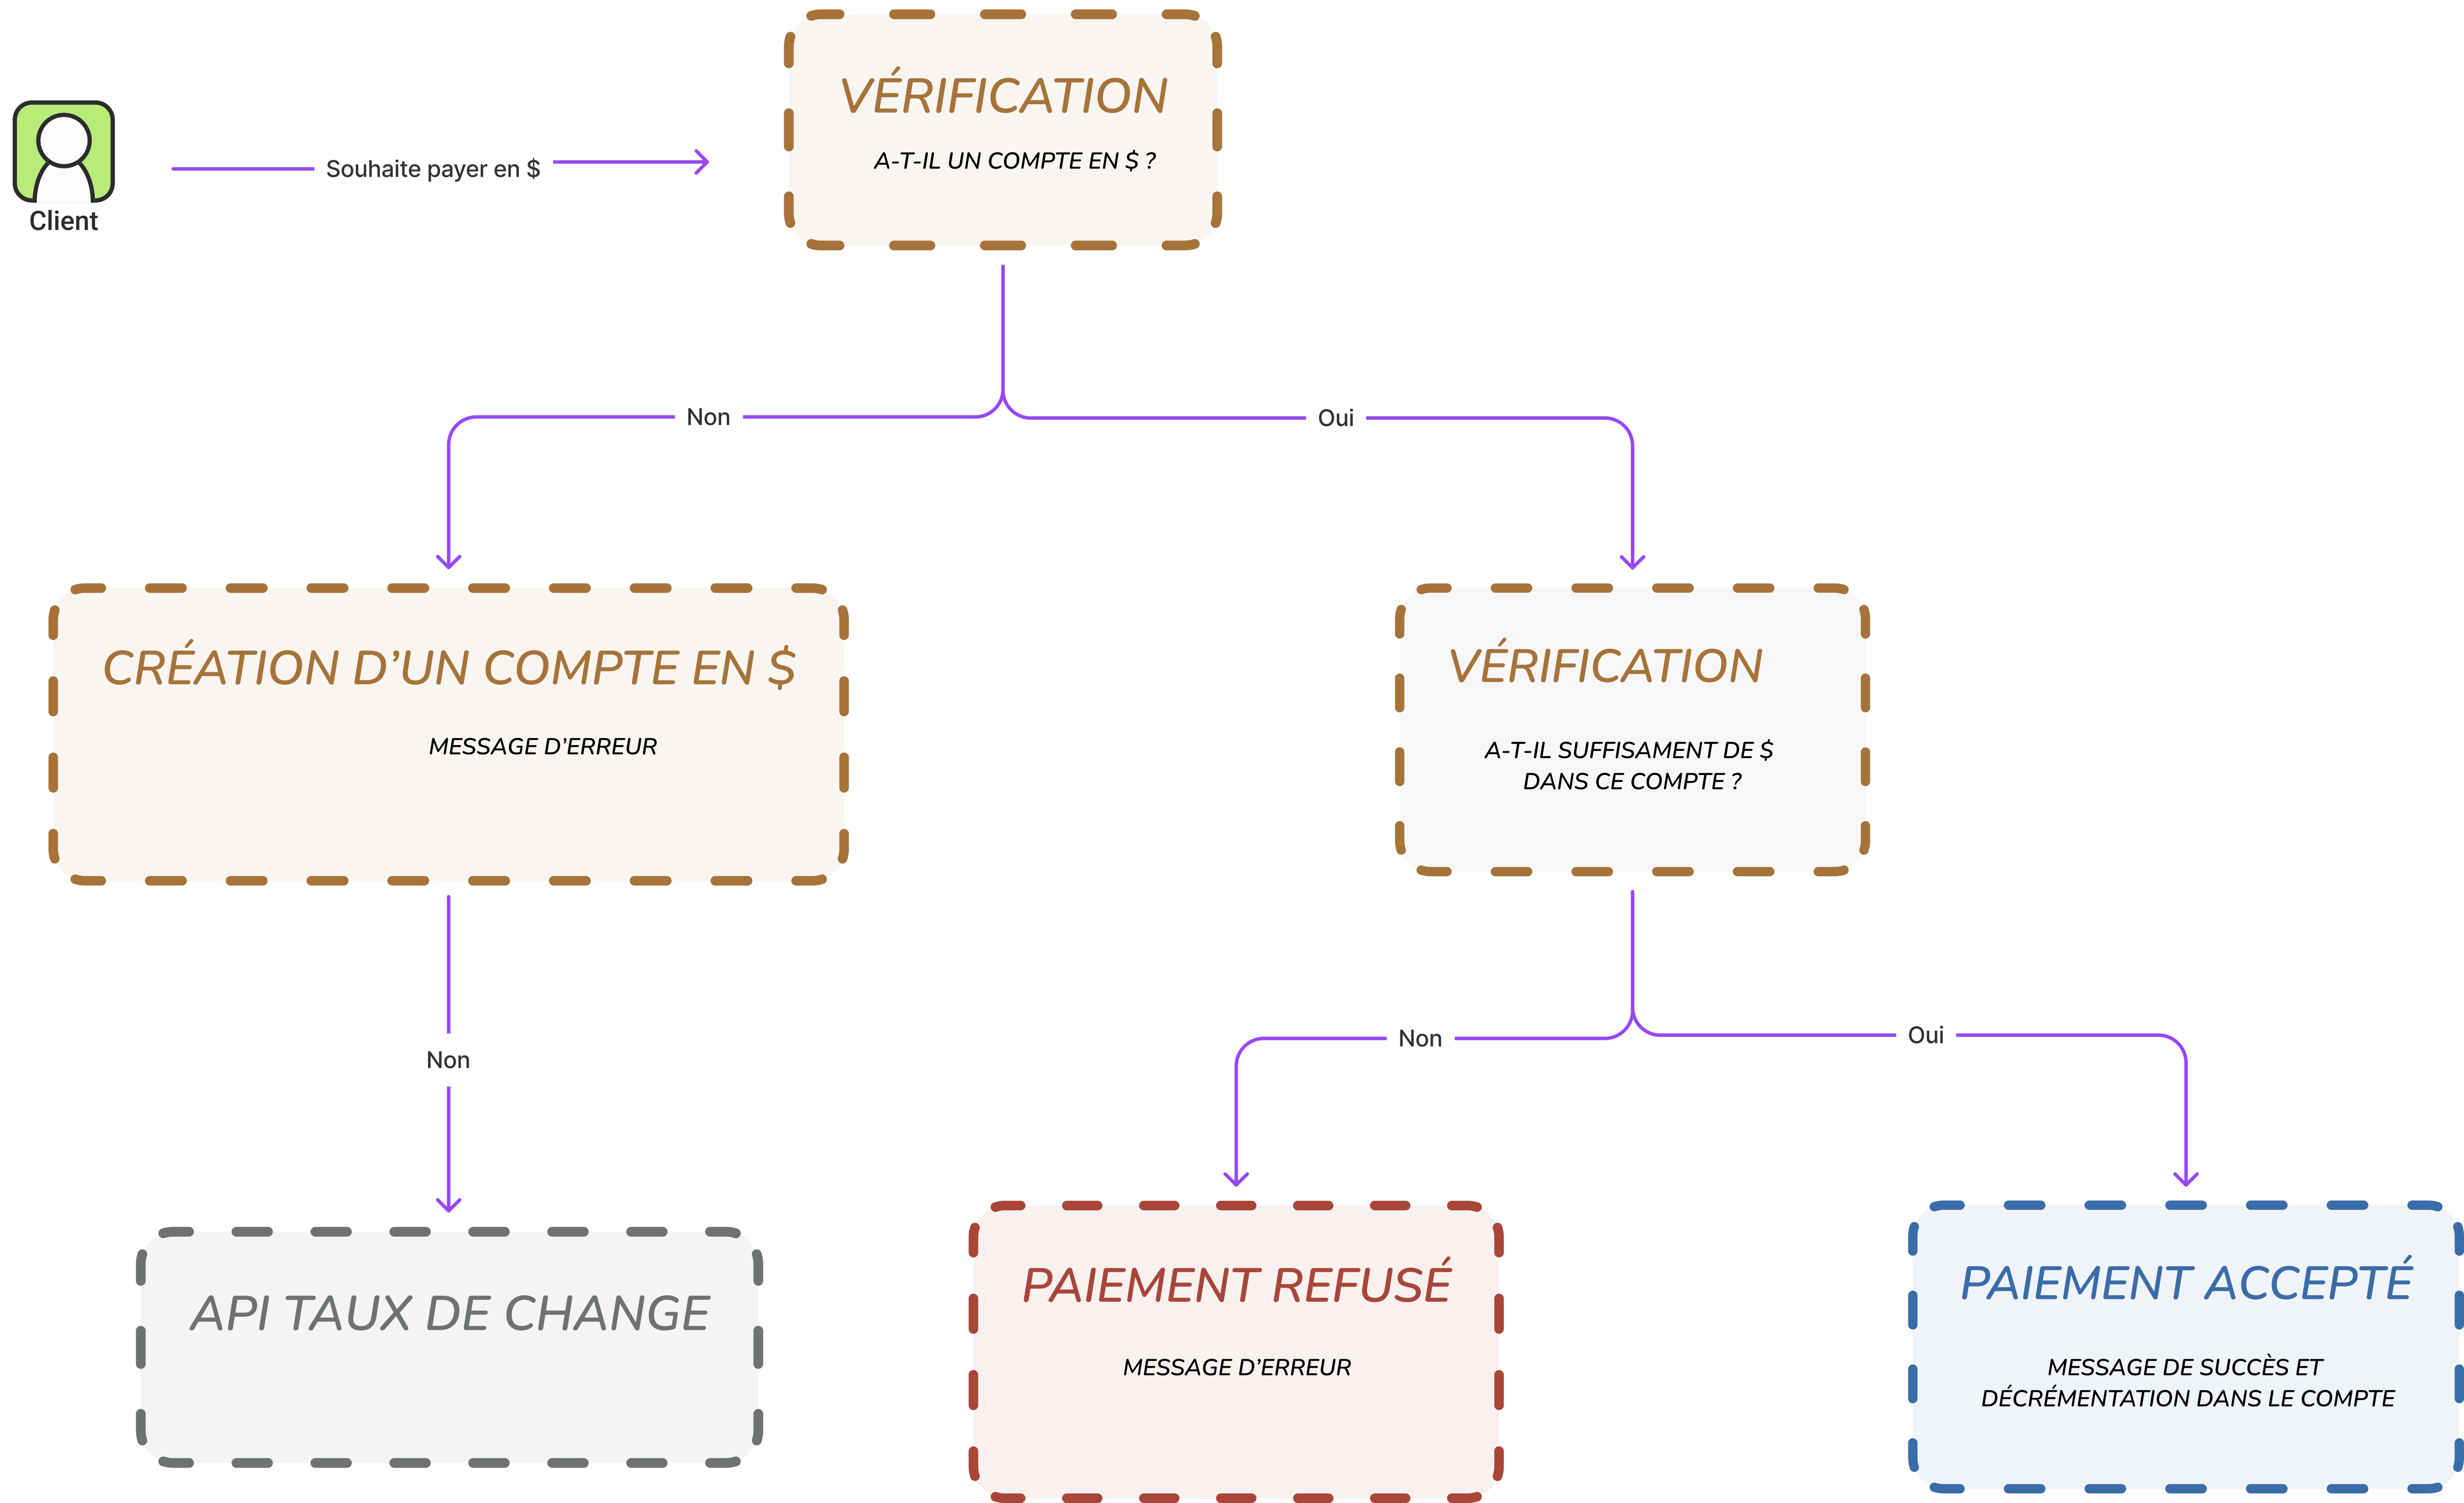 VÉRIFICATION
A-T-IL UN COMPTE EN $ ?
Souhaite payer en $
Client
Non
Oui
CRÉATION D’UN COMPTE EN $
MESSAGE D’ERREUR
VÉRIFICATION
A-T-IL SUFFISAMENT DE $
DANS CE COMPTE ?
Non
Non
Oui
API TAUX DE CHANGE
PAIEMENT REFUSÉ
MESSAGE D’ERREUR
PAIEMENT ACCEPTÉ
MESSAGE DE SUCCÈS ET
DÉCRÉMENTATION DANS LE COMPTE